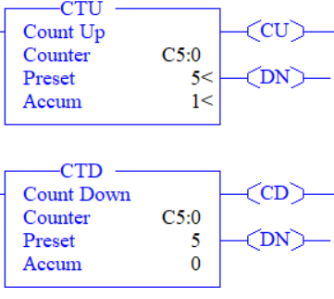 CTU
Count Up CU
Counter C5:0
Preset 5< DN
Accum 1<
CTD
Count Down CD
Counter C5:0
Preset 5 DN
Accum 0